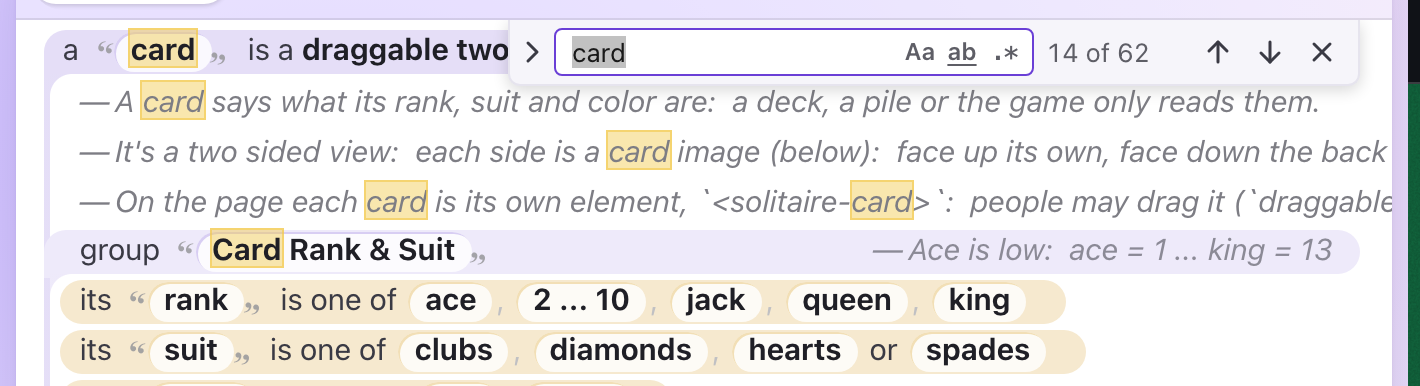 a “ card ” is a draggable two
card Aa ab .* 14 of 62
— A card says what its rank, suit and color are: a deck, a pile or the game only reads them.
— It's a two sided view: each side is a card image (below): face up its own, face down the back
— On the page each card is its own element, `<solitaire-card>`: people may drag it (`draggable
group “ Card Rank & Suit ” — Ace is low: ace = 1 … king = 13
its “ rank ” is one of ace , 2 … 10 , jack , queen , king
its “ suit ” is one of clubs , diamonds , hearts or spades